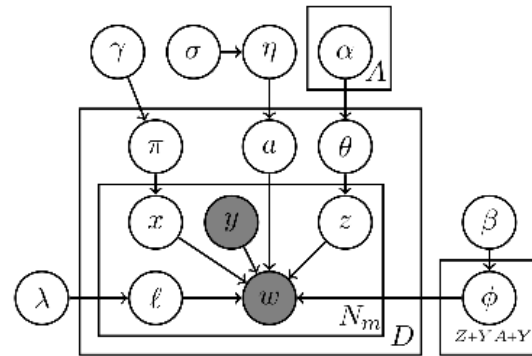 γ σ η α
Λ
π a θ
x y z β
λ ℓ w ϕ
N_m Z+YA+Y
D